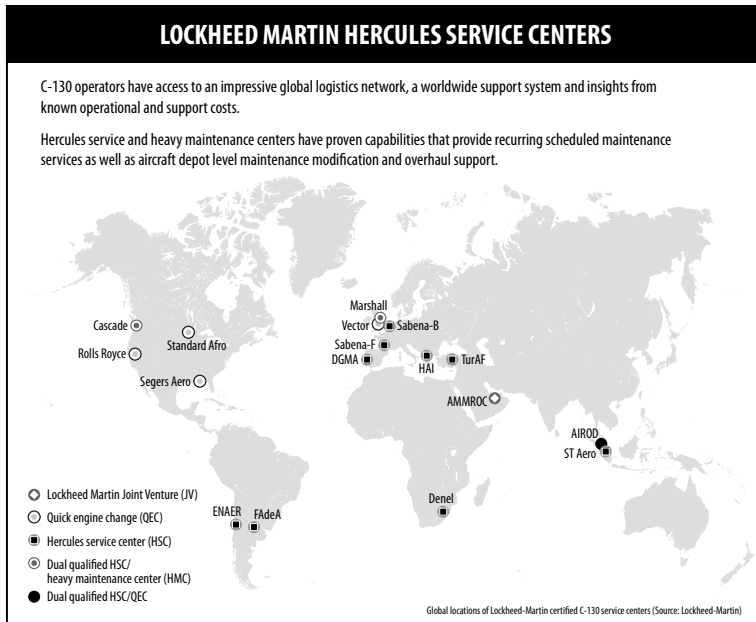 LOCKHEED MARTIN HERCULES SERVICE CENTERS
C-130 operators have access to an impressive global logistics network, a worldwide support system and insights from
known operational and support costs.
Hercules service and heavy maintenance centers have proven capabilities that provide recurring scheduled maintenance
services as well as aircraft depot level maintenance modification and overhaul support.
Marshall
Cascade
Vector
Sabena-B
Standard Afro
Rolls Royce
Sabena-F
DGMA
HAI
TurAF
Segers Aero
AMMROC
AIROD
ST Aero
Denel
ENAER
FAdeA
Lockheed Martin Joint Venture (JV)
Quick engine change (QEC)
Hercules service center (HSC)
Dual qualified HSC/
heavy maintenance center (HMC)
Dual qualified HSC/QEC
Global locations of Lockheed-Martin certified C-130 service centers (Source: Lockheed-Martin)